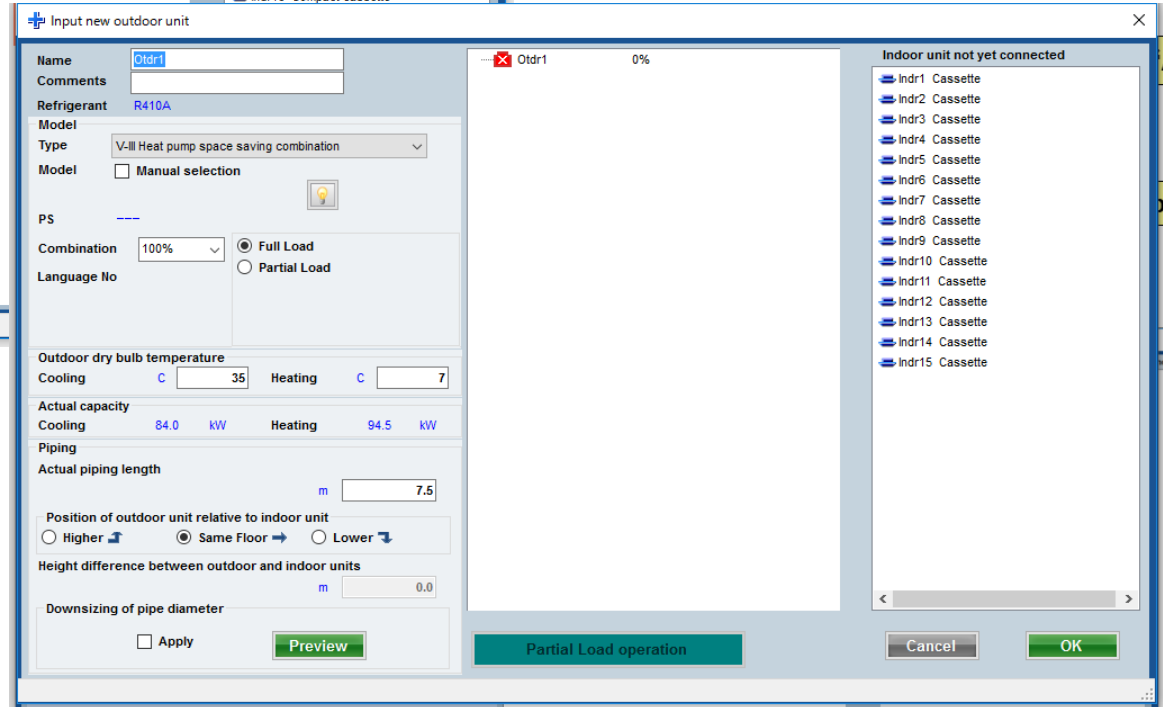 Input new outdoor unit
Name Otdr1
Comments
Refrigerant R410A
Model
Type V-III Heat pump space saving combination
Model Manual selection
PS ---
Combination 100% Full Load
Partial Load
Language No
Outdoor dry bulb temperature
Cooling C 35 Heating C 7
Actual capacity
Cooling 84.0 kW Heating 94.5 kW
Piping
Actual piping length
m 7.5
Position of outdoor unit relative to indoor unit
Higher Same Floor Lower
Height difference between outdoor and indoor units
m 0.0
Downsizing of pipe diameter
Apply Preview
Otdr1 0%
Partial Load operation
Indoor unit not yet connected
Indr1 Cassette
Indr2 Cassette
Indr3 Cassette
Indr4 Cassette
Indr5 Cassette
Indr6 Cassette
Indr7 Cassette
Indr8 Cassette
Indr9 Cassette
Indr10 Cassette
Indr11 Cassette
Indr12 Cassette
Indr13 Cassette
Indr14 Cassette
Indr15 Cassette
Cancel OK